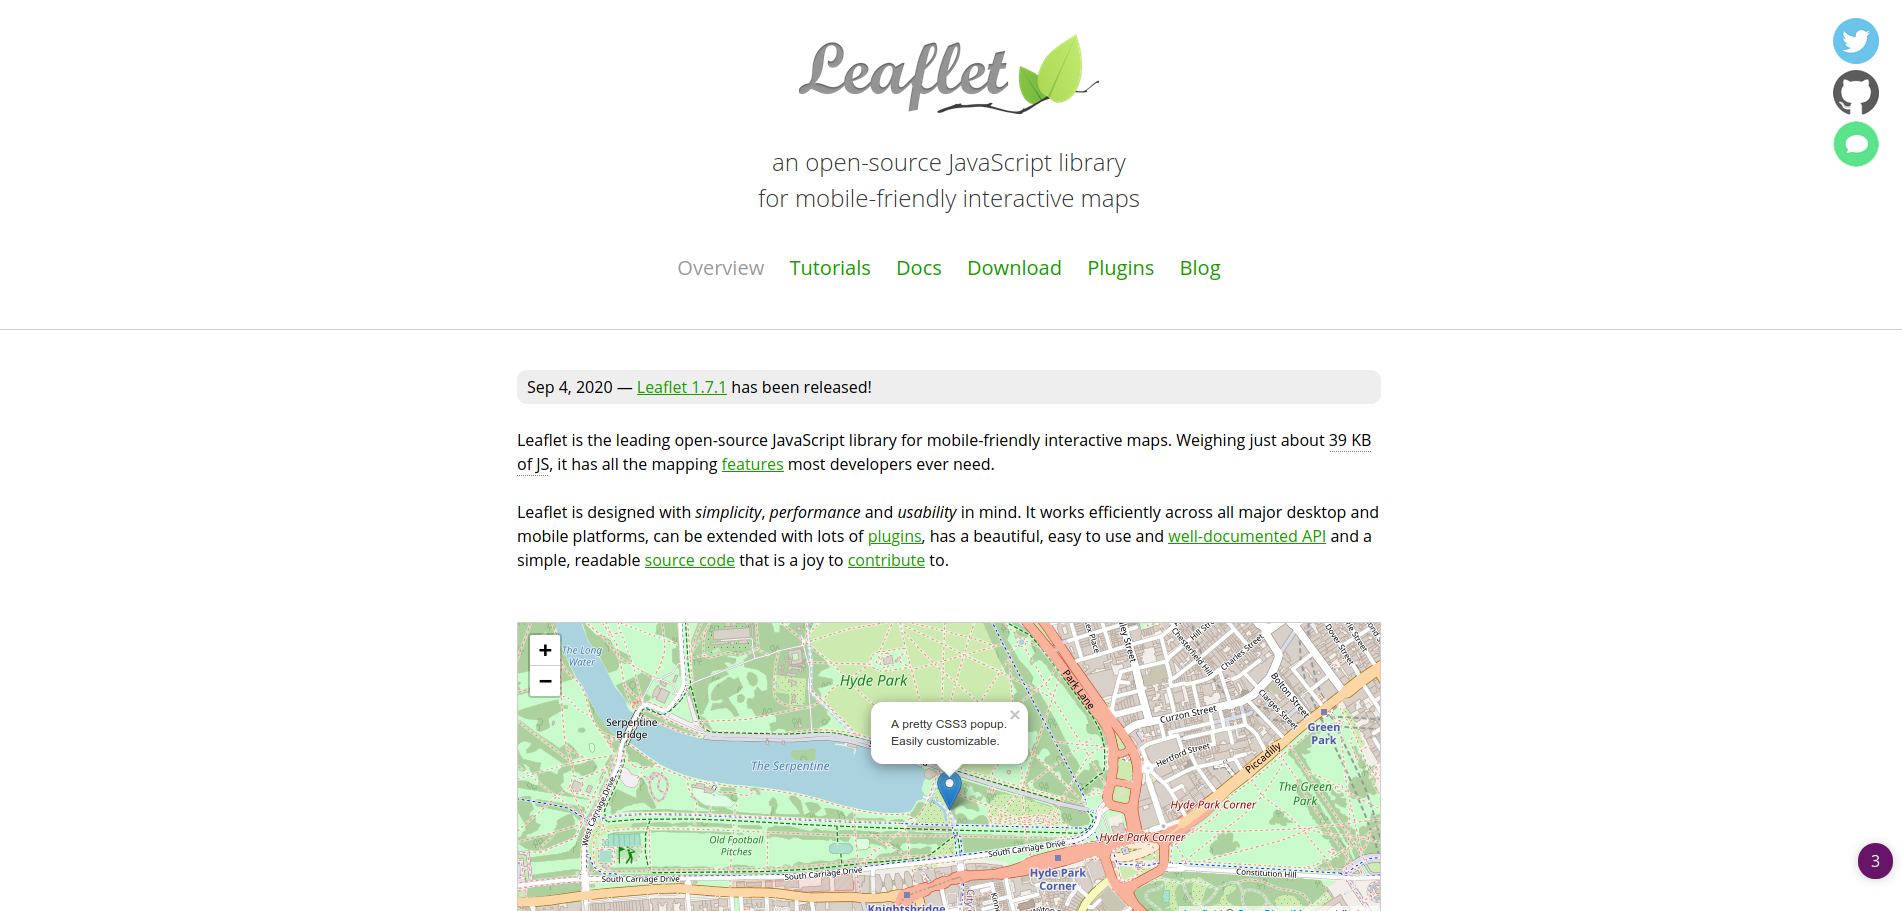 Leaflet
an open-source JavaScript library
for mobile-friendly interactive maps
Overview Tutorials Docs Download Plugins Blog
Sep 4, 2020 — Leaflet 1.7.1 has been released!
Leaflet is the leading open-source JavaScript library for mobile-friendly interactive maps. Weighing just about 39 KB
of JS, it has all the mapping features most developers ever need.
Leaflet is designed with simplicity, performance and usability in mind. It works efficiently across all major desktop and
mobile platforms, can be extended with lots of plugins, has a beautiful, easy to use and well-documented API and a
simple, readable source code that is a joy to contribute to.
+
−
The Long
Water
Hyde Park
Park Lane
Chesterfield Hill
Charles Street
Bolton Street
Clarges Street
Curzon Street
Hertford Street
Piccadilly
Green
Park
Serpentine
Bridge
A pretty CSS3 popup.
Easily customizable.
×
The Serpentine
The Green
Park
Hyde Park Corner
Hyde Park Corner
West Carriage Drive
Old Football
Pitches
South Carriage Drive
South Carriage Drive
South Carriage Drive
Hyde Park
Corner
Constitution Hill
Knightsbridge
3